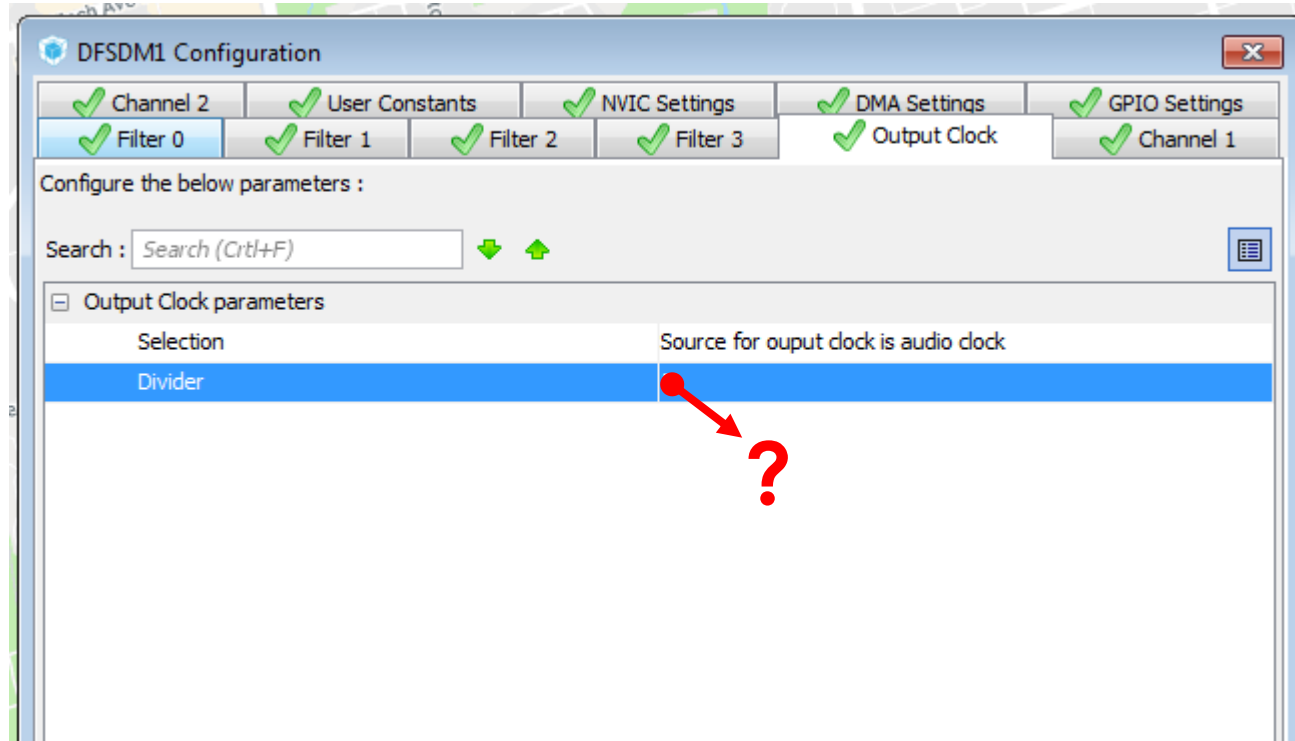 DFSDM1 Configuration
Channel 2 User Constants NVIC Settings DMA Settings GPIO Settings
Filter 0 Filter 1 Filter 2 Filter 3 Output Clock Channel 1
Configure the below parameters :
Search : Search (Crtl+F)
Output Clock parameters
Selection Source for ouput clock is audio clock
Divider
?